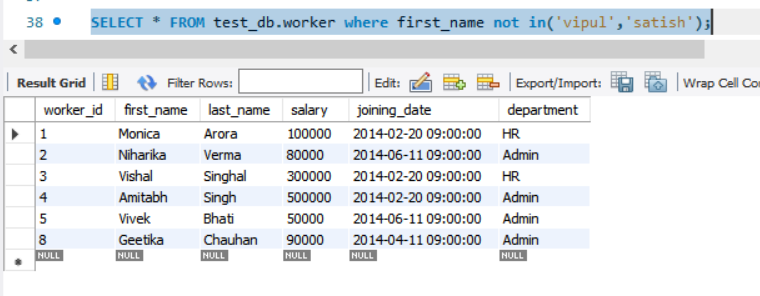 38 SELECT * FROM test_db.worker where first_name not in('vipul','satish');
Result Grid Filter Rows: Edit: Export/Import: Wrap Cell Co
worker_id first_name last_name salary joining_date department
1 Monica Arora 100000 2014-02-20 09:00:00 HR
2 Niharika Verma 80000 2014-06-11 09:00:00 Admin
3 Vishal Singhal 300000 2014-02-20 09:00:00 HR
4 Amitabh Singh 500000 2014-02-20 09:00:00 Admin
5 Vivek Bhati 50000 2014-06-11 09:00:00 Admin
8 Geetika Chauhan 90000 2014-04-11 09:00:00 Admin
NULL NULL NULL NULL NULL NULL